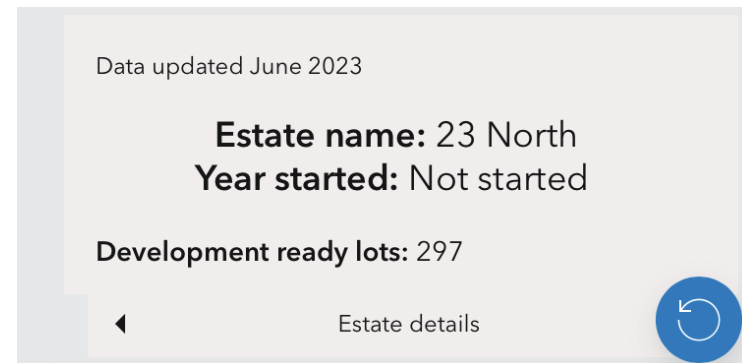 Data updated June 2023
Estate name: 23 North
Year started: Not started
Development ready lots: 297
Estate details